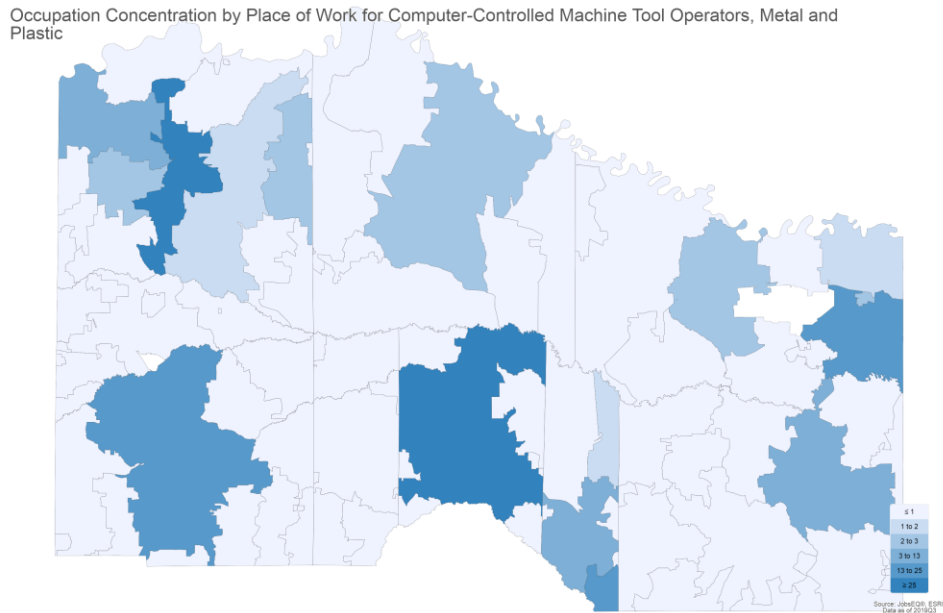 Occupation Concentration by Place of Work for Computer-Controlled Machine Tool Operators, Metal and
Plastic
≤ 1
1 to 2
2 to 3
3 to 13
13 to 25
≥ 25
Source: JobsEQ®, ESRI
Data as of 2019Q3